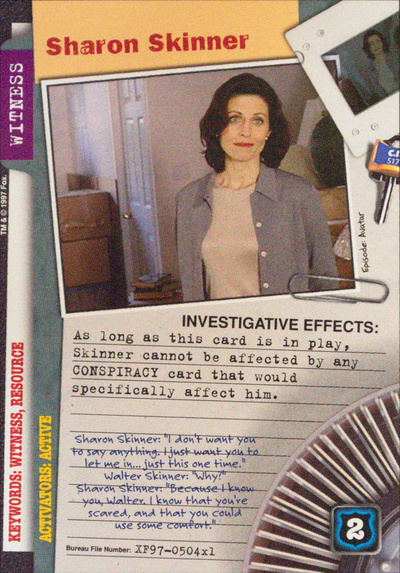 Sharon Skinner
WITNESS
TM & © 1997 Fox.
KEYWORDS: WITNESS, RESOURCE
ACTIVATORS: ACTIVE
Episode: Avatar
INVESTIGATIVE EFFECTS:
As long as this card is in play,
Skinner cannot be affected by any
CONSPIRACY card that would
specifically affect him.
Sharon Skinner: "I don't want you
to say anything. I just want you to
let me in... just this one time."
Walter Skinner: "Why?"
Sharon Skinner: "Because I know
you, Walter. I know that you're
scared, and that you could
use some comfort."
Bureau File Number: XF97-0504x1
2